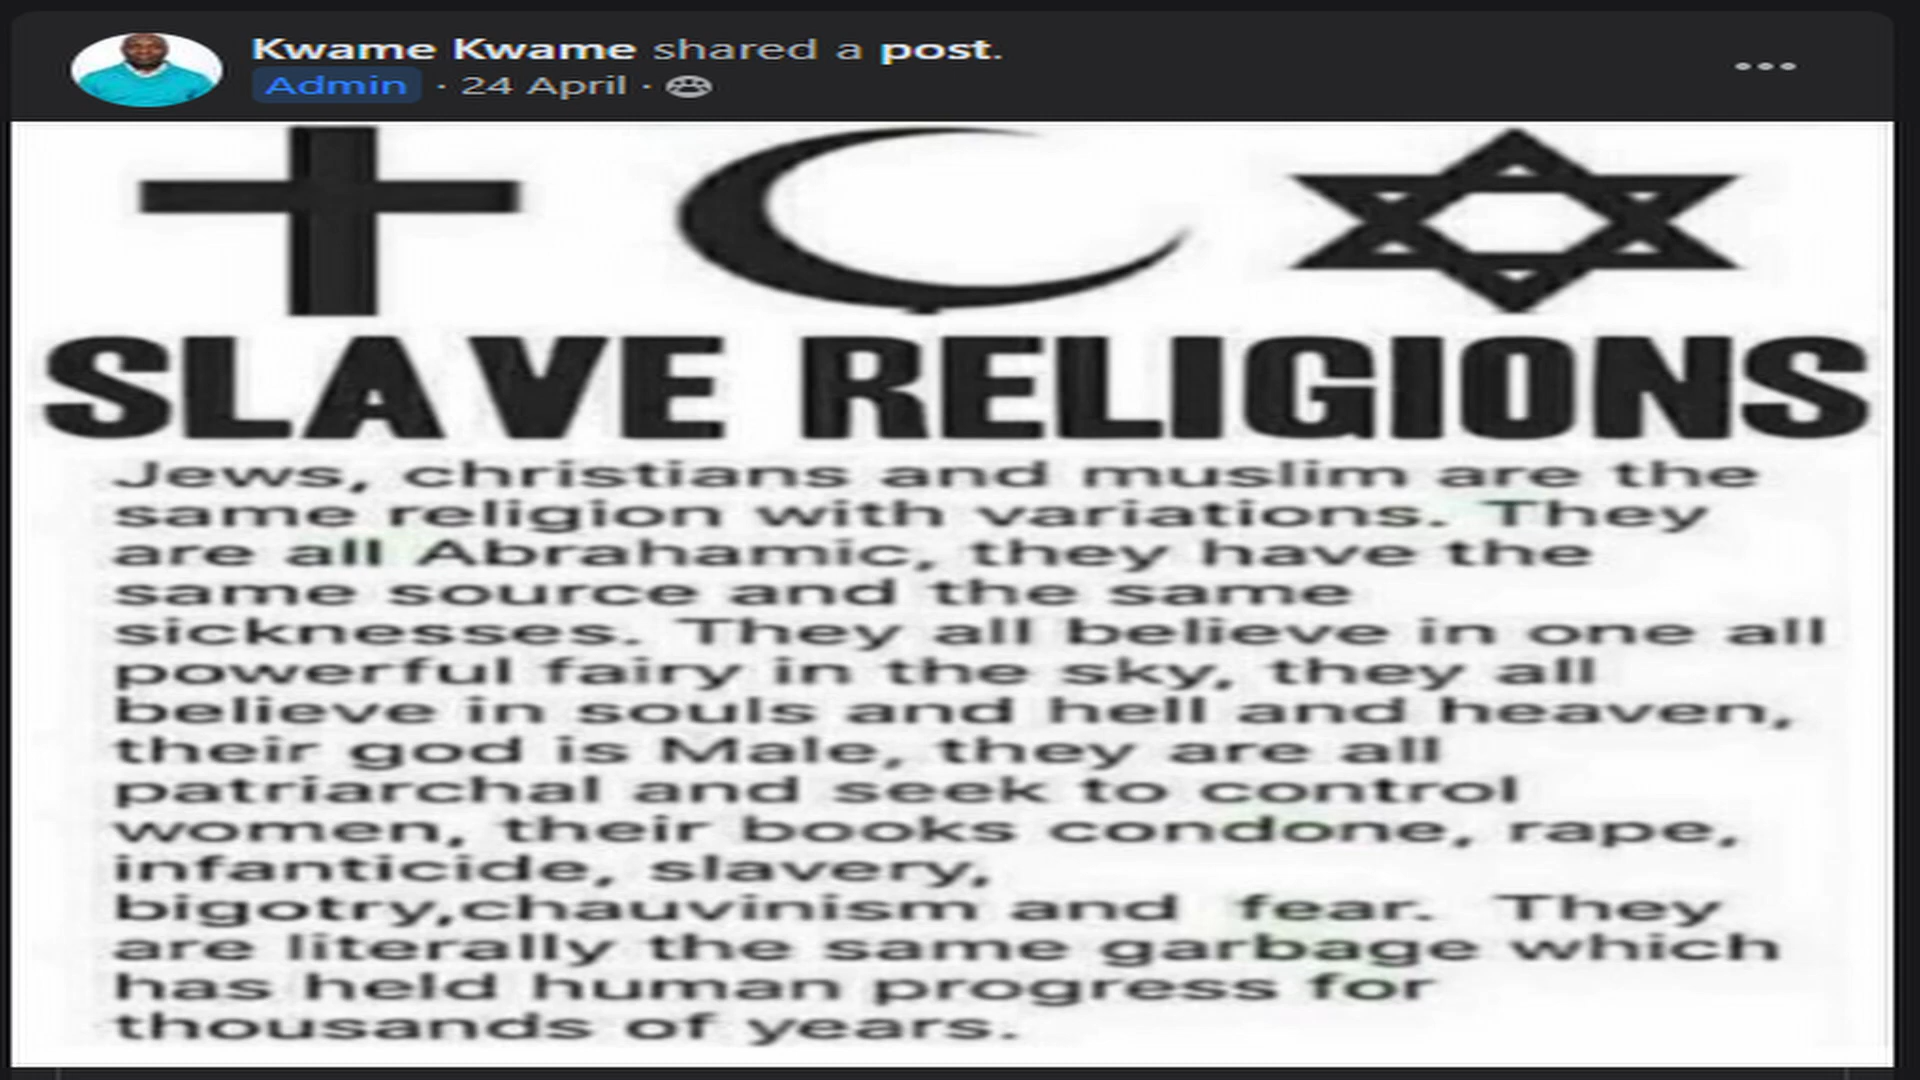 Kwame Kwame shared a post.
Admin · 24 April ·
SLAVE RELIGIONS
Jews, christians and muslim are the
same religion with variations. They
are all Abrahamic, they have the
same source and the same
sicknesses. They all believe in one all
powerful fairy in the sky, they all
believe in souls and hell and heaven,
their god is Male, they are all
patriarchal and seek to control
women, their books condone, rape,
infanticide, slavery,
bigotry,chauvinism and fear. They
are literally the same garbage which
has held human progress for
thousands of years.